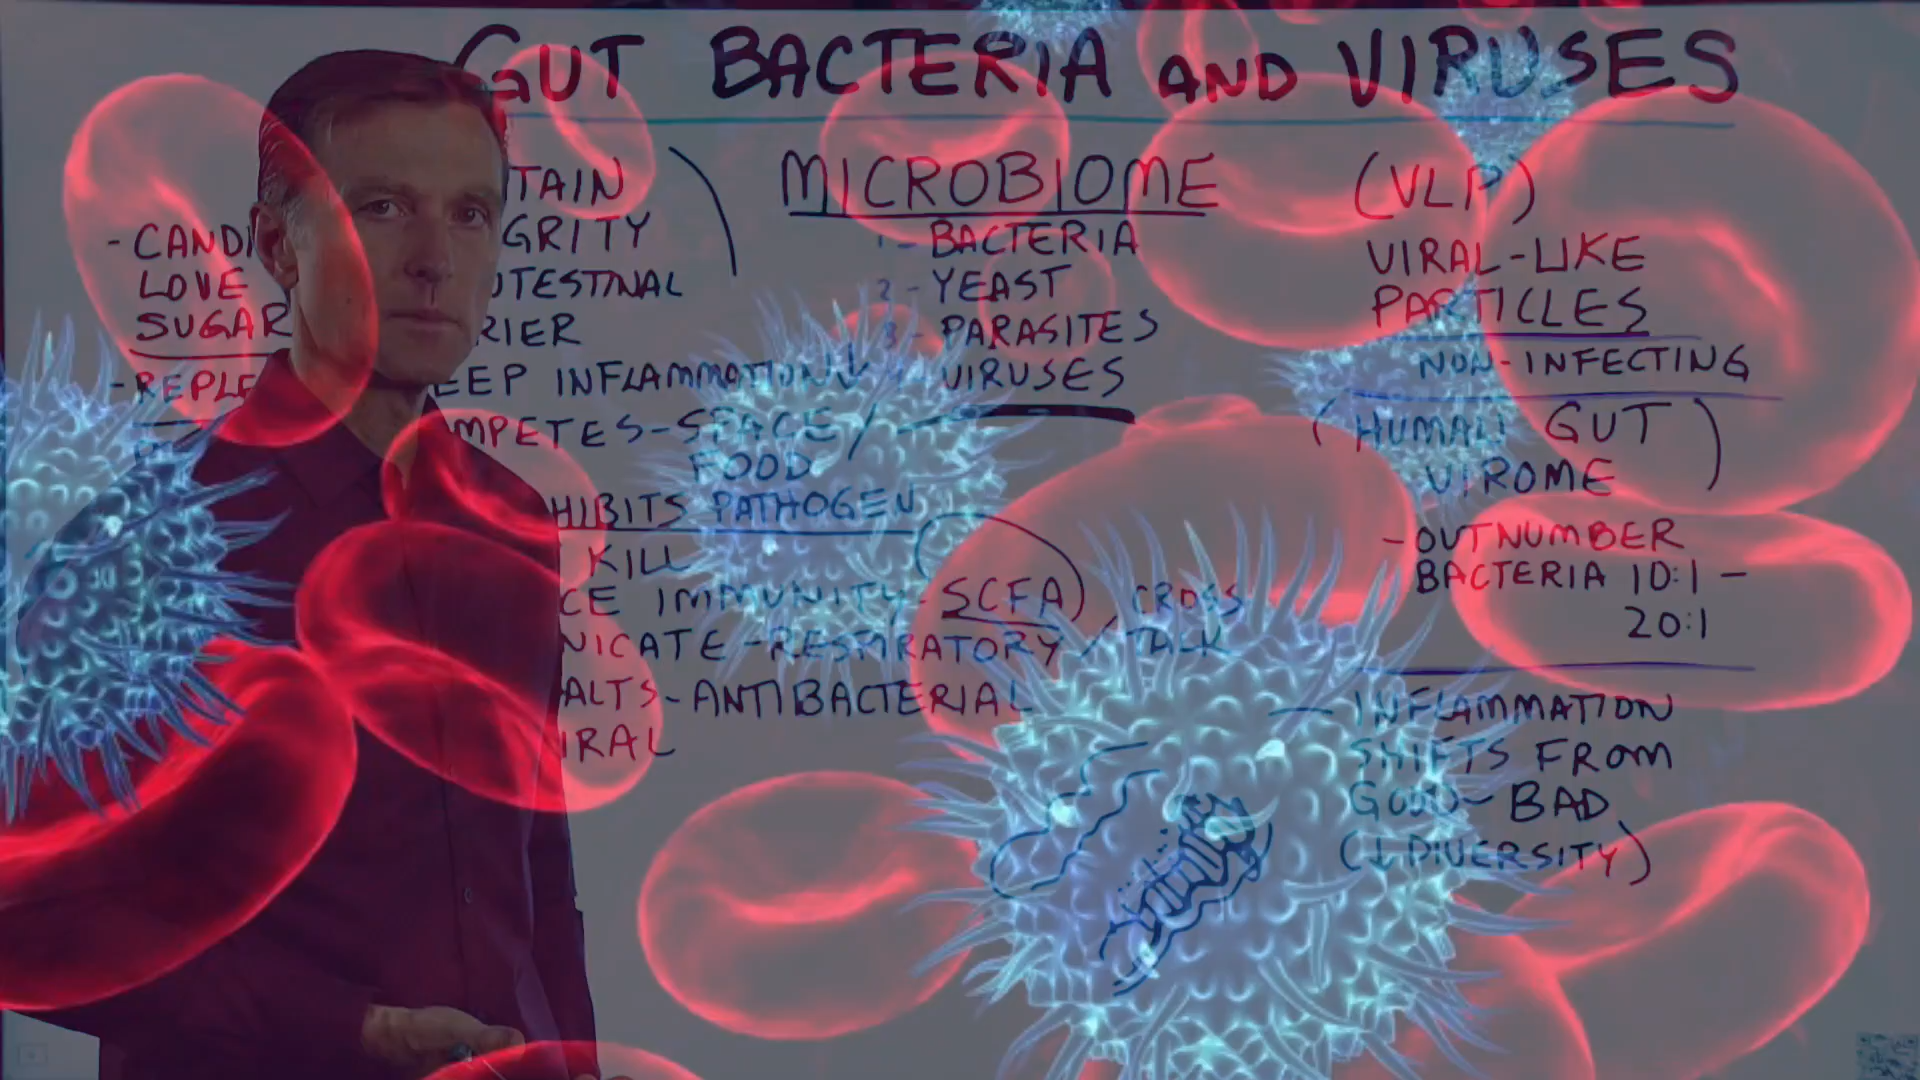 GUT BACTERIA AND VIRUSES
TAIN
GRITY
TESTINAL
RIER
EEP INFLAMMATION↓
MPETES-SPACE/
FOOD
HIBITS PATHOGEN
KILL
CE IMMUNITY-SCFA)
NICATE-RESPIRATORY/
CROSS
TALK
ALTS-ANTIBACTERIAL
IRAL
-CANDI
LOVE
SUGAR
-REPLE
MICROBIOME
1-BACTERIA
2-YEAST
3-PARASITES
VIRUSES
(VLP)
VIRAL-LIKE
PARTICLES
NON-INFECTING
(HUMAN GUT
VIROME)
-OUTNUMBER
BACTERIA 10:1-
20:1
-INFLAMMATION
SHIFTS FROM
GOOD-BAD
(↓DIVERSITY)